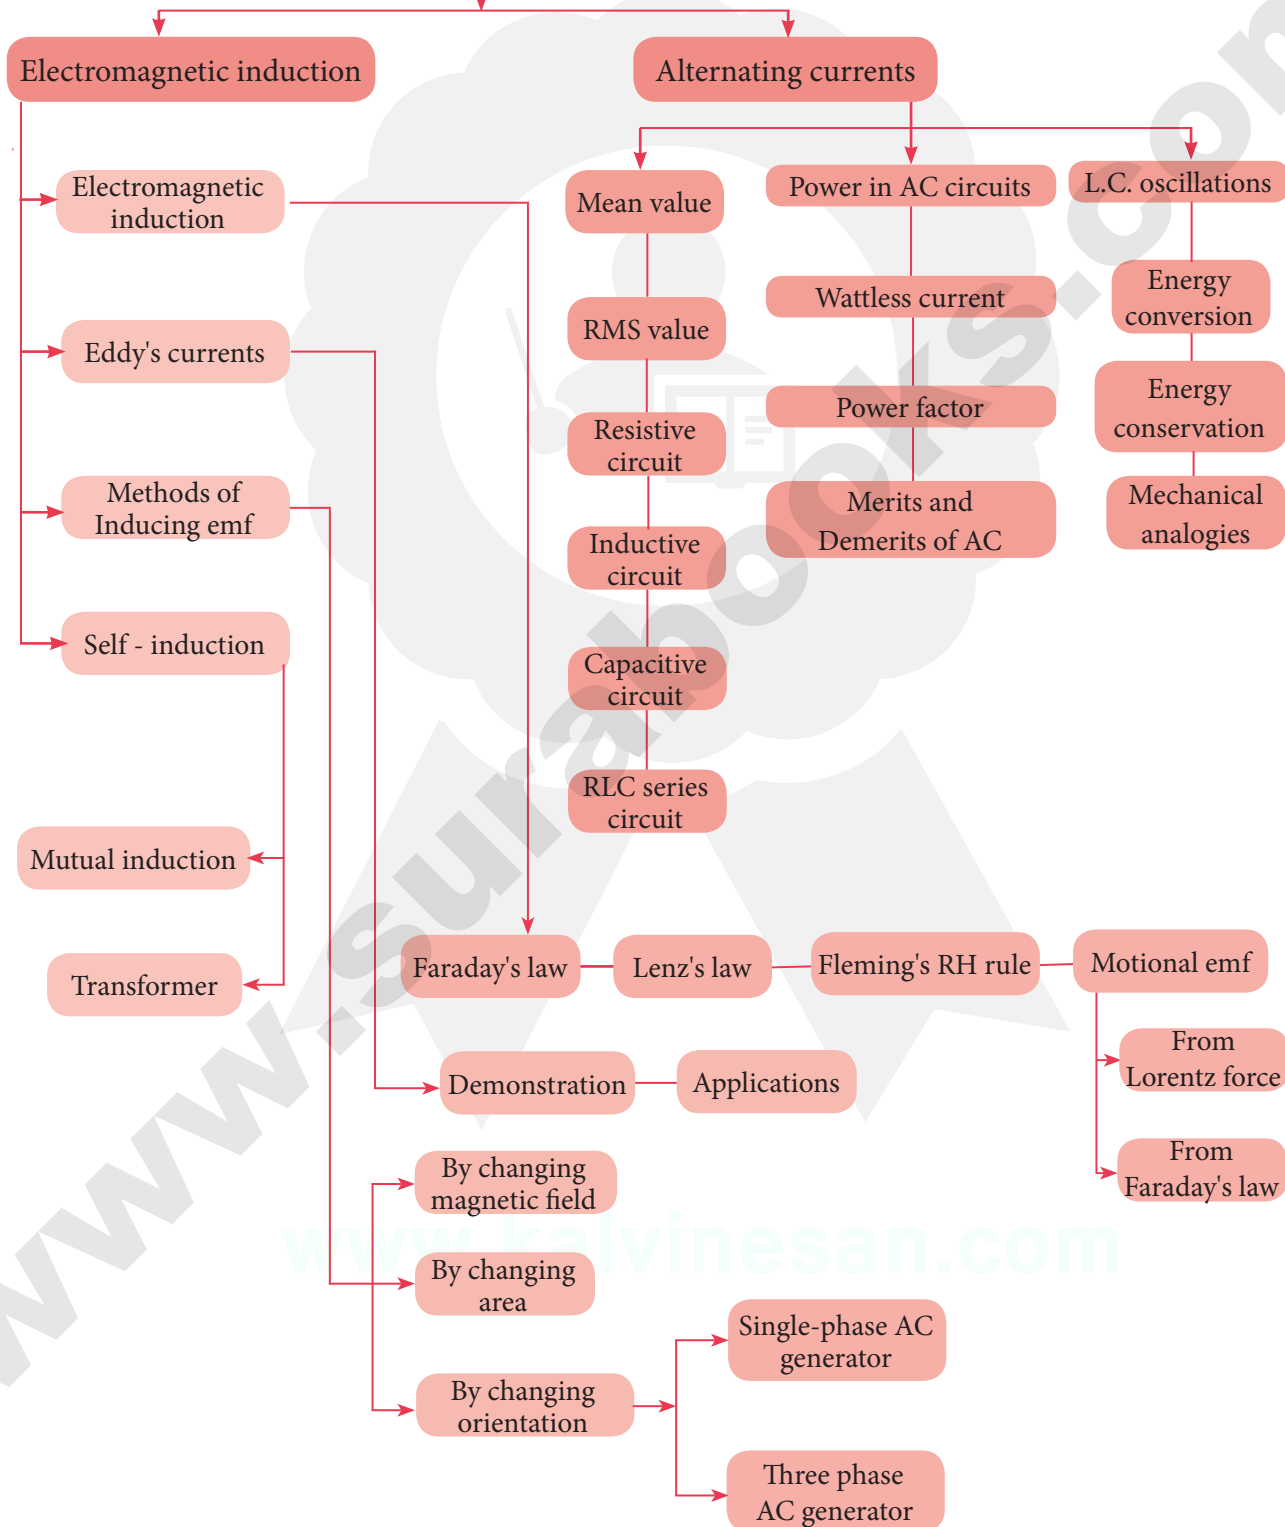 Electromagnetic induction
Alternating currents
Electromagnetic
induction
Eddy's currents
Methods of
Inducing emf
Self - induction
Mutual induction
Transformer
Mean value
RMS value
Resistive
circuit
Inductive
circuit
Capacitive
circuit
RLC series
circuit
Power in AC circuits
Wattless current
Power factor
Merits and
Demerits of AC
L.C. oscillations
Energy
conversion
Energy
conservation
Mechanical
analogies
Faraday's law
Lenz's law
Fleming's RH rule
Motional emf
From
Lorentz force
From
Faraday's law
Demonstration
Applications
By changing
magnetic field
By changing
area
By changing
orientation
Single-phase AC
generator
Three phase
AC generator
www.surabooks.com
www.kalvinesan.com